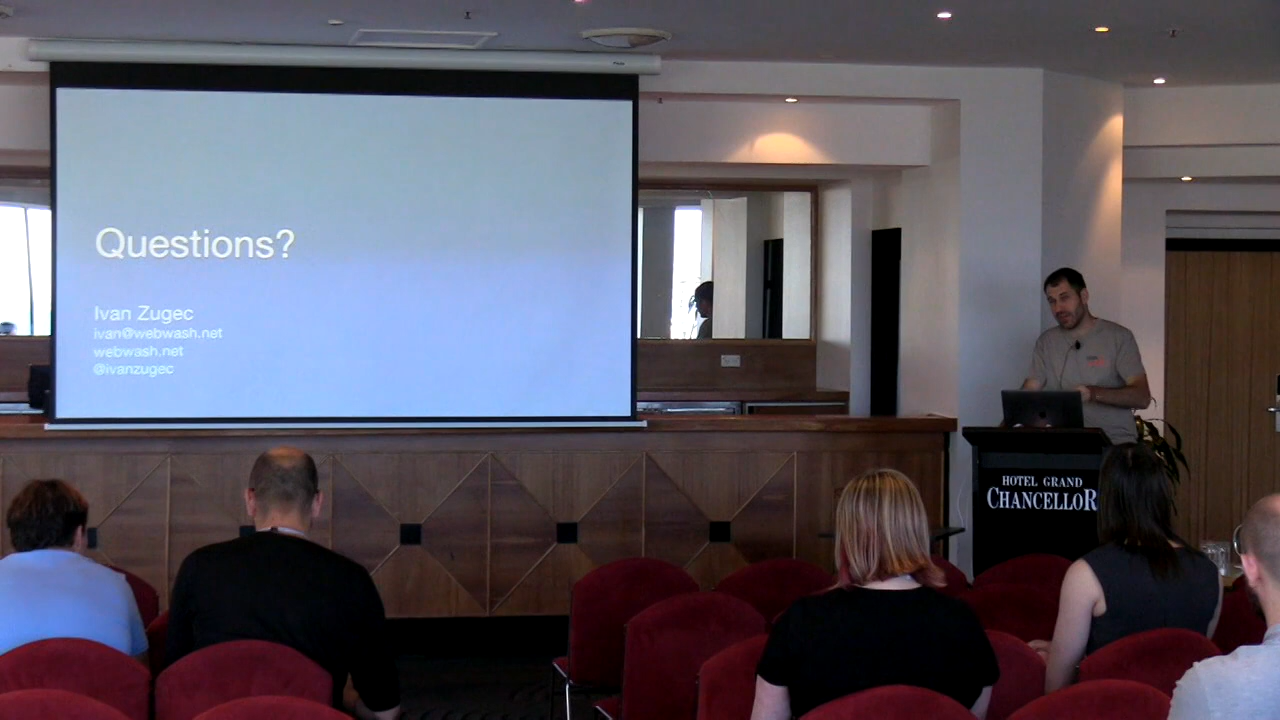 Questions?
Ivan Zugec
ivan@webwash.net
webwash.net
@ivanzugec
HOTEL GRAND
CHANCELLOR